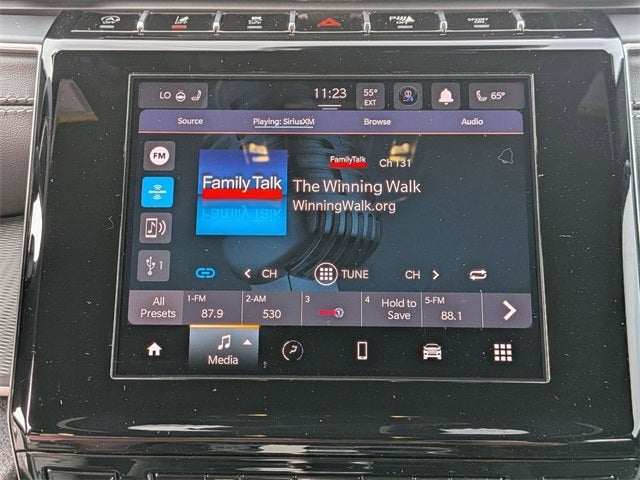 LO 11:23 55° EXT 65°
Source Playing: SiriusXM Browse Audio
FM
FamilyTalk Ch 131
Family Talk
The Winning Walk
WinningWalk.org
1
CH TUNE CH
All Presets 1-FM 87.9 2-AM 530 3 4 Hold to Save 5-FM 88.1
Media